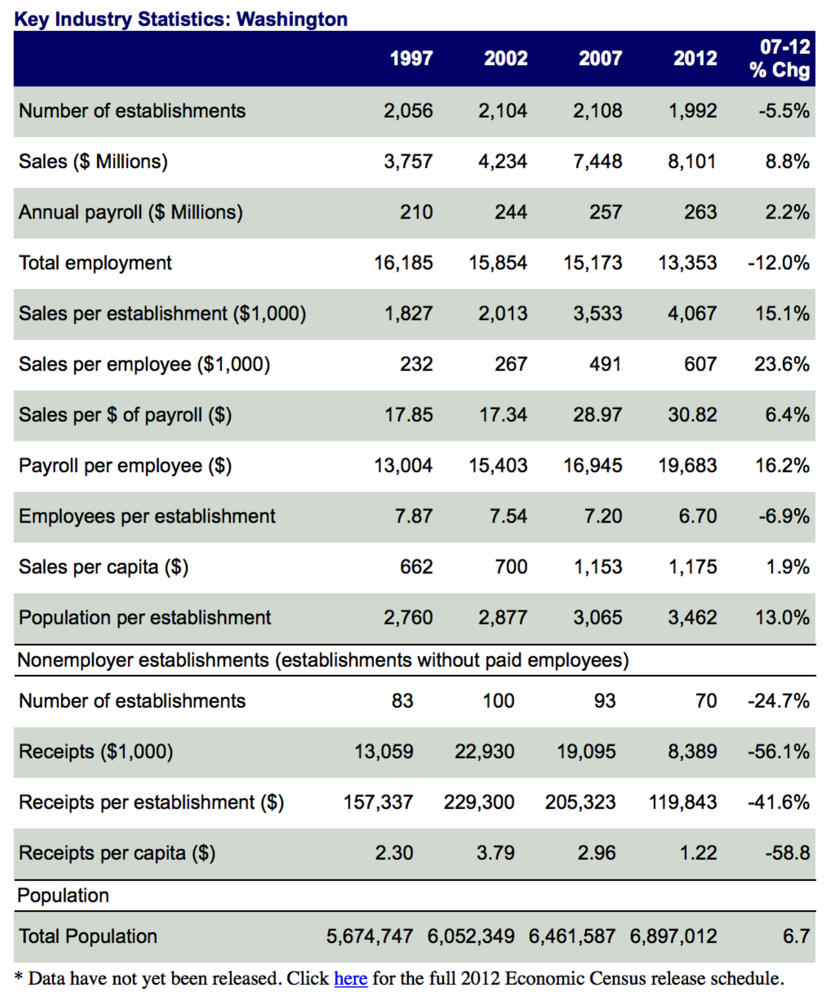 Key Industry Statistics: Washington
1997 2002 2007 2012 07-12 % Chg
Number of establishments 2,056 2,104 2,108 1,992 -5.5%
Sales ($ Millions) 3,757 4,234 7,448 8,101 8.8%
Annual payroll ($ Millions) 210 244 257 263 2.2%
Total employment 16,185 15,854 15,173 13,353 -12.0%
Sales per establishment ($1,000) 1,827 2,013 3,533 4,067 15.1%
Sales per employee ($1,000) 232 267 491 607 23.6%
Sales per $ of payroll ($) 17.85 17.34 28.97 30.82 6.4%
Payroll per employee ($) 13,004 15,403 16,945 19,683 16.2%
Employees per establishment 7.87 7.54 7.20 6.70 -6.9%
Sales per capita ($) 662 700 1,153 1,175 1.9%
Population per establishment 2,760 2,877 3,065 3,462 13.0%
Nonemployer establishments (establishments without paid employees)
Number of establishments 83 100 93 70 -24.7%
Receipts ($1,000) 13,059 22,930 19,095 8,389 -56.1%
Receipts per establishment ($) 157,337 229,300 205,323 119,843 -41.6%
Receipts per capita ($) 2.30 3.79 2.96 1.22 -58.8
Population
Total Population 5,674,747 6,052,349 6,461,587 6,897,012 6.7
* Data have not yet been released. Click here for the full 2012 Economic Census release schedule.